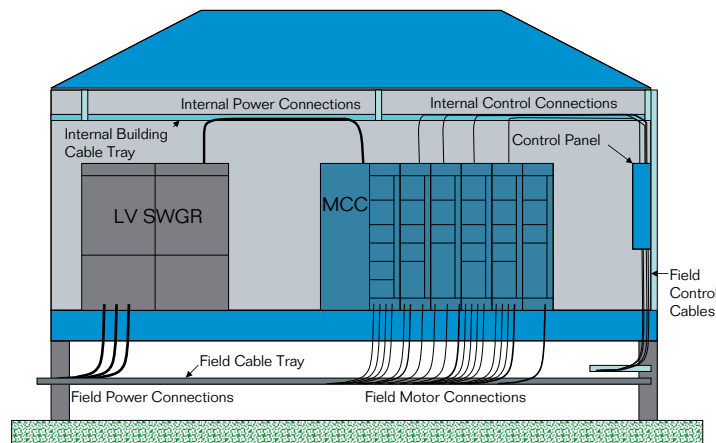 Internal Power Connections
Internal Control Connections
Internal Building
Cable Tray
Control Panel
LV SWGR
MCC
Field
Control
Cables
Field Cable Tray
Field Power Connections
Field Motor Connections